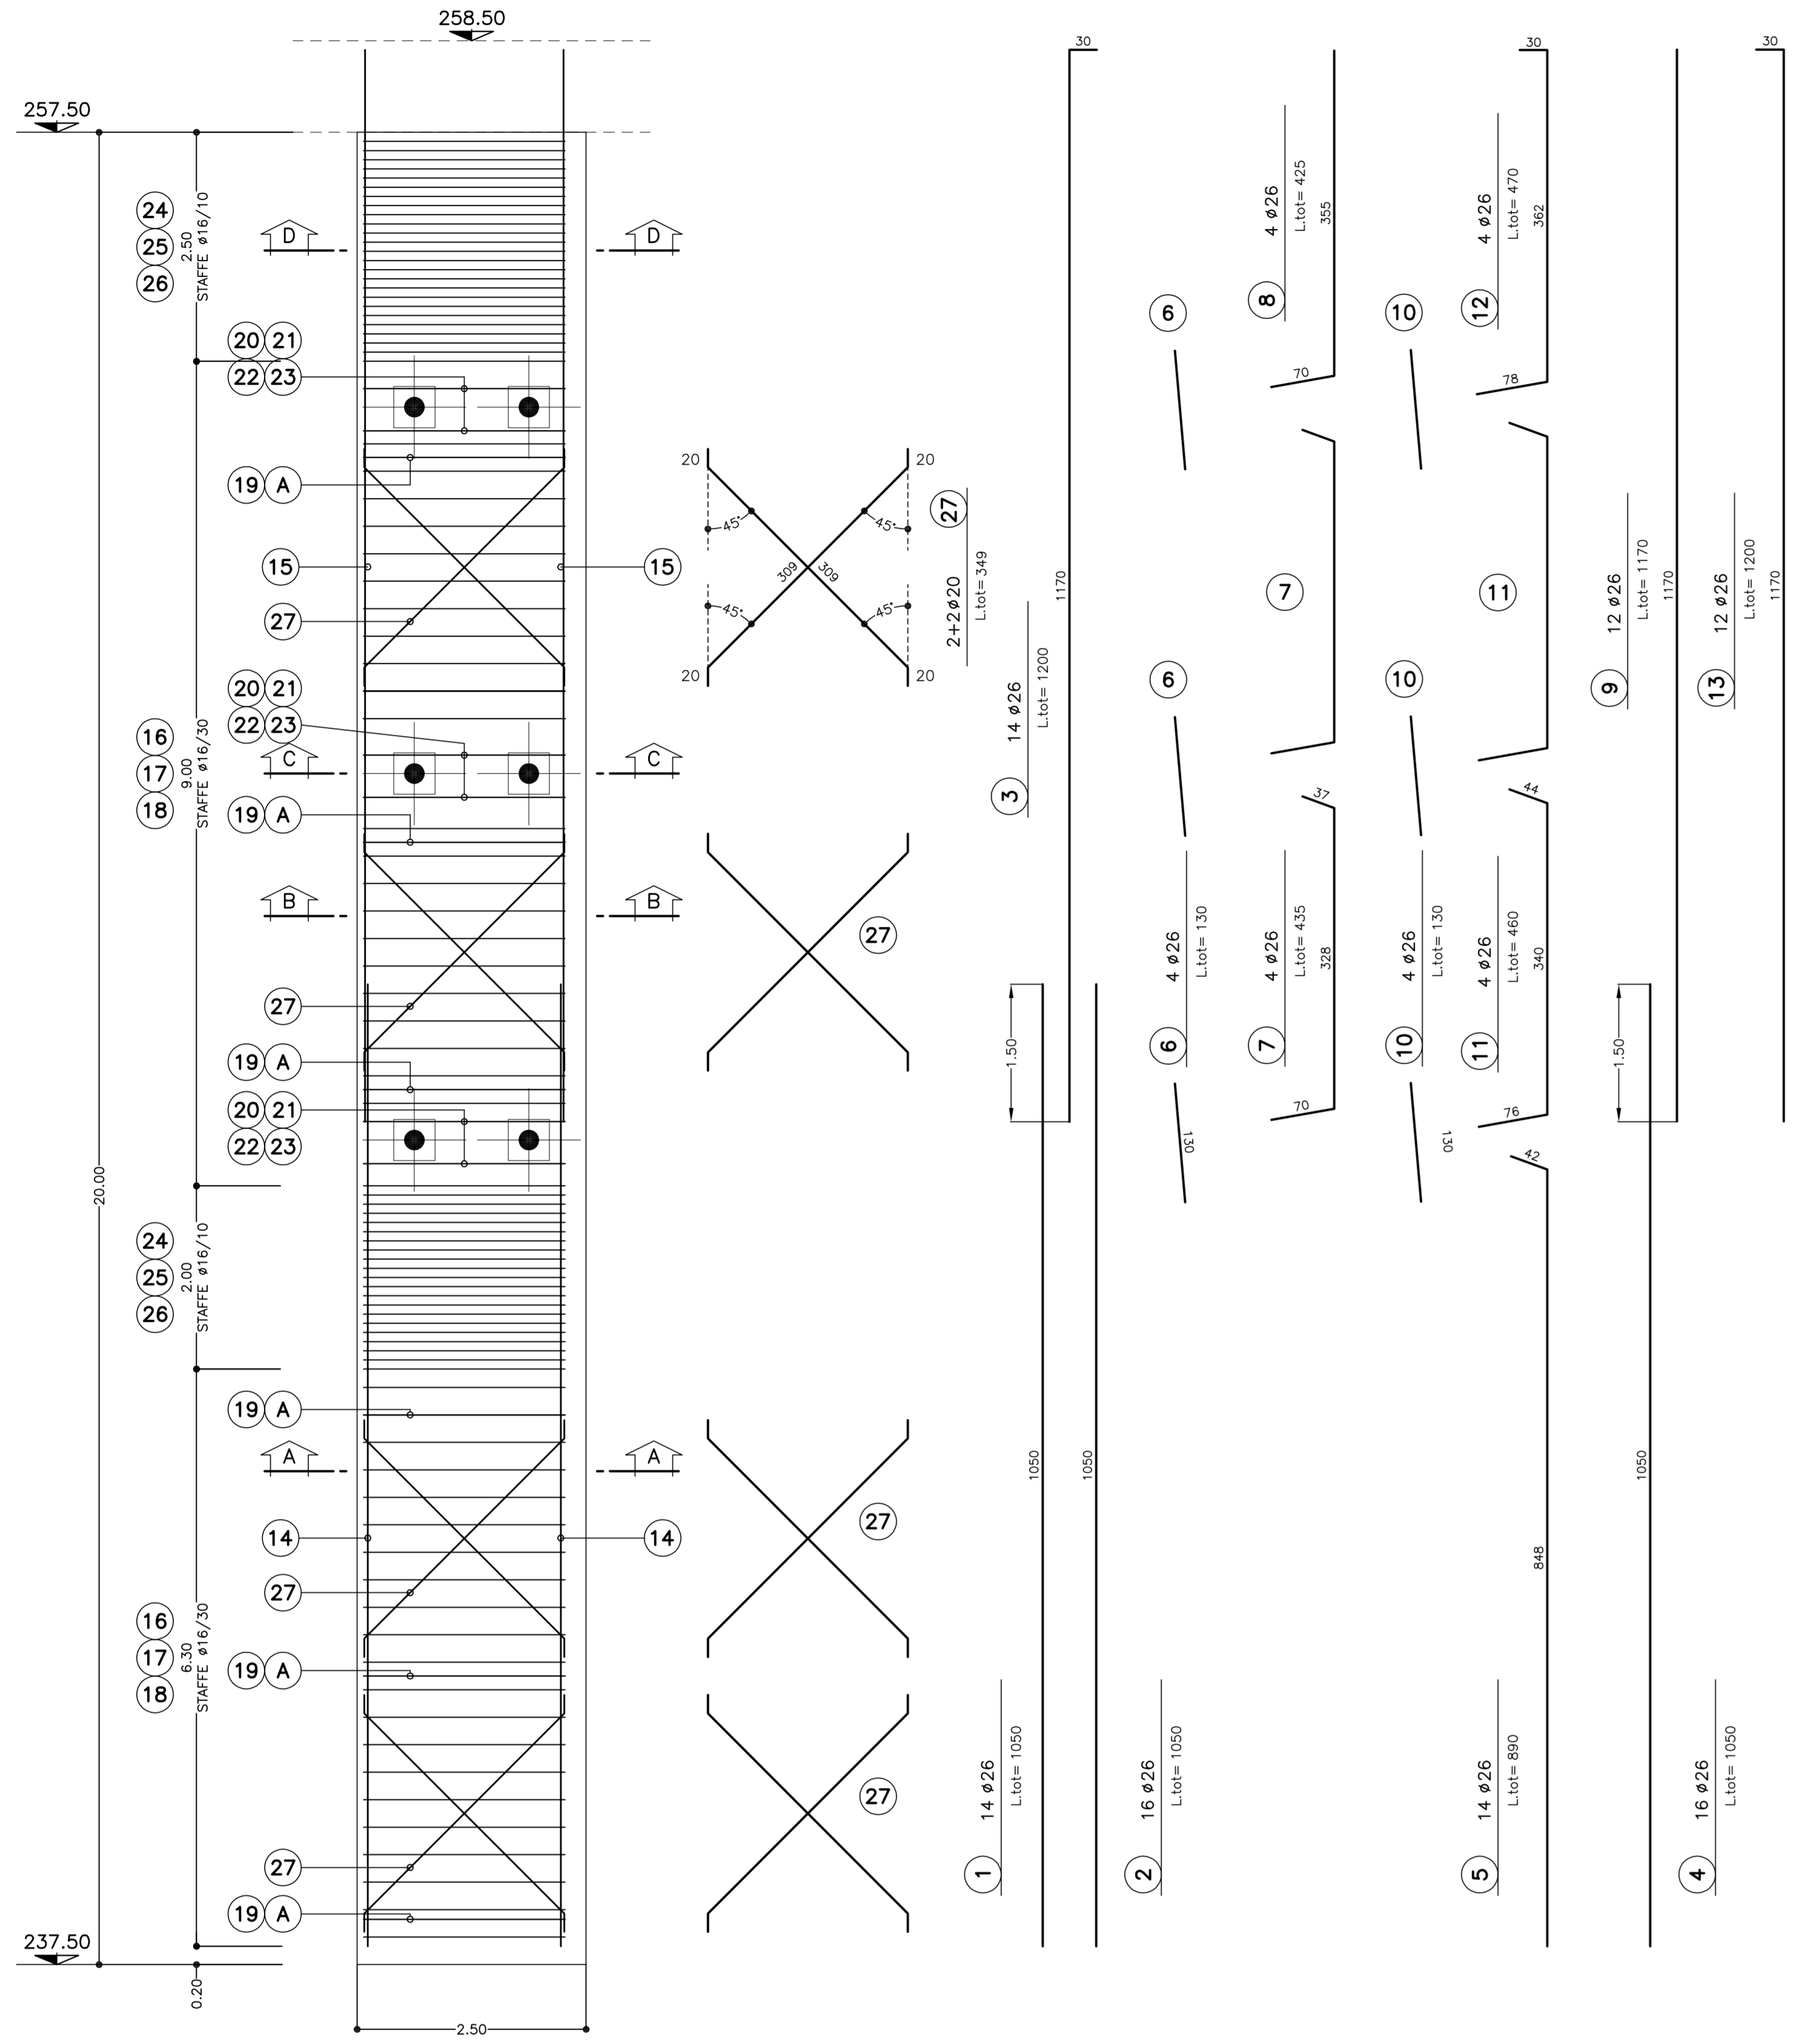 258.50
257.50
24
25
26
2.50
STAFFE ø16/10
D
D
20 21
22 23
19 A
15
15
27
20 21
22 23
16
17
18
9.00
STAFFE ø16/30
C
C
19 A
B
B
27
19 A
20 21
22 23
20.00
24
25
26
2.00
STAFFE ø16/10
19 A
A
A
14
14
27
16
17
18
6.30
STAFFE ø16/30
19 A
27
19 A
237.50
0.20
2.50
20
20
45°
45°
309
309
45°
45°
20
20
27
2+2ø20
L.tot= 349
27
27
27
30
1170
3
14 ø26
L.tot= 1200
1.50
1050
1050
1
14 ø26
L.tot= 1050
2
16 ø26
L.tot= 1050
6
6
6
4 ø26
L.tot= 130
130
8
4 ø26
L.tot= 425
355
70
7
37
7
4 ø26
L.tot= 435
328
70
10
10
10
4 ø26
L.tot= 130
130
30
12
4 ø26
L.tot= 470
362
78
11
44
11
4 ø26
L.tot= 460
340
76
42
848
5
14 ø26
L.tot= 890
9
12 ø26
L.tot= 1170
1170
1.50
1050
4
16 ø26
L.tot= 1050
30
13
12 ø26
L.tot= 1200
1170